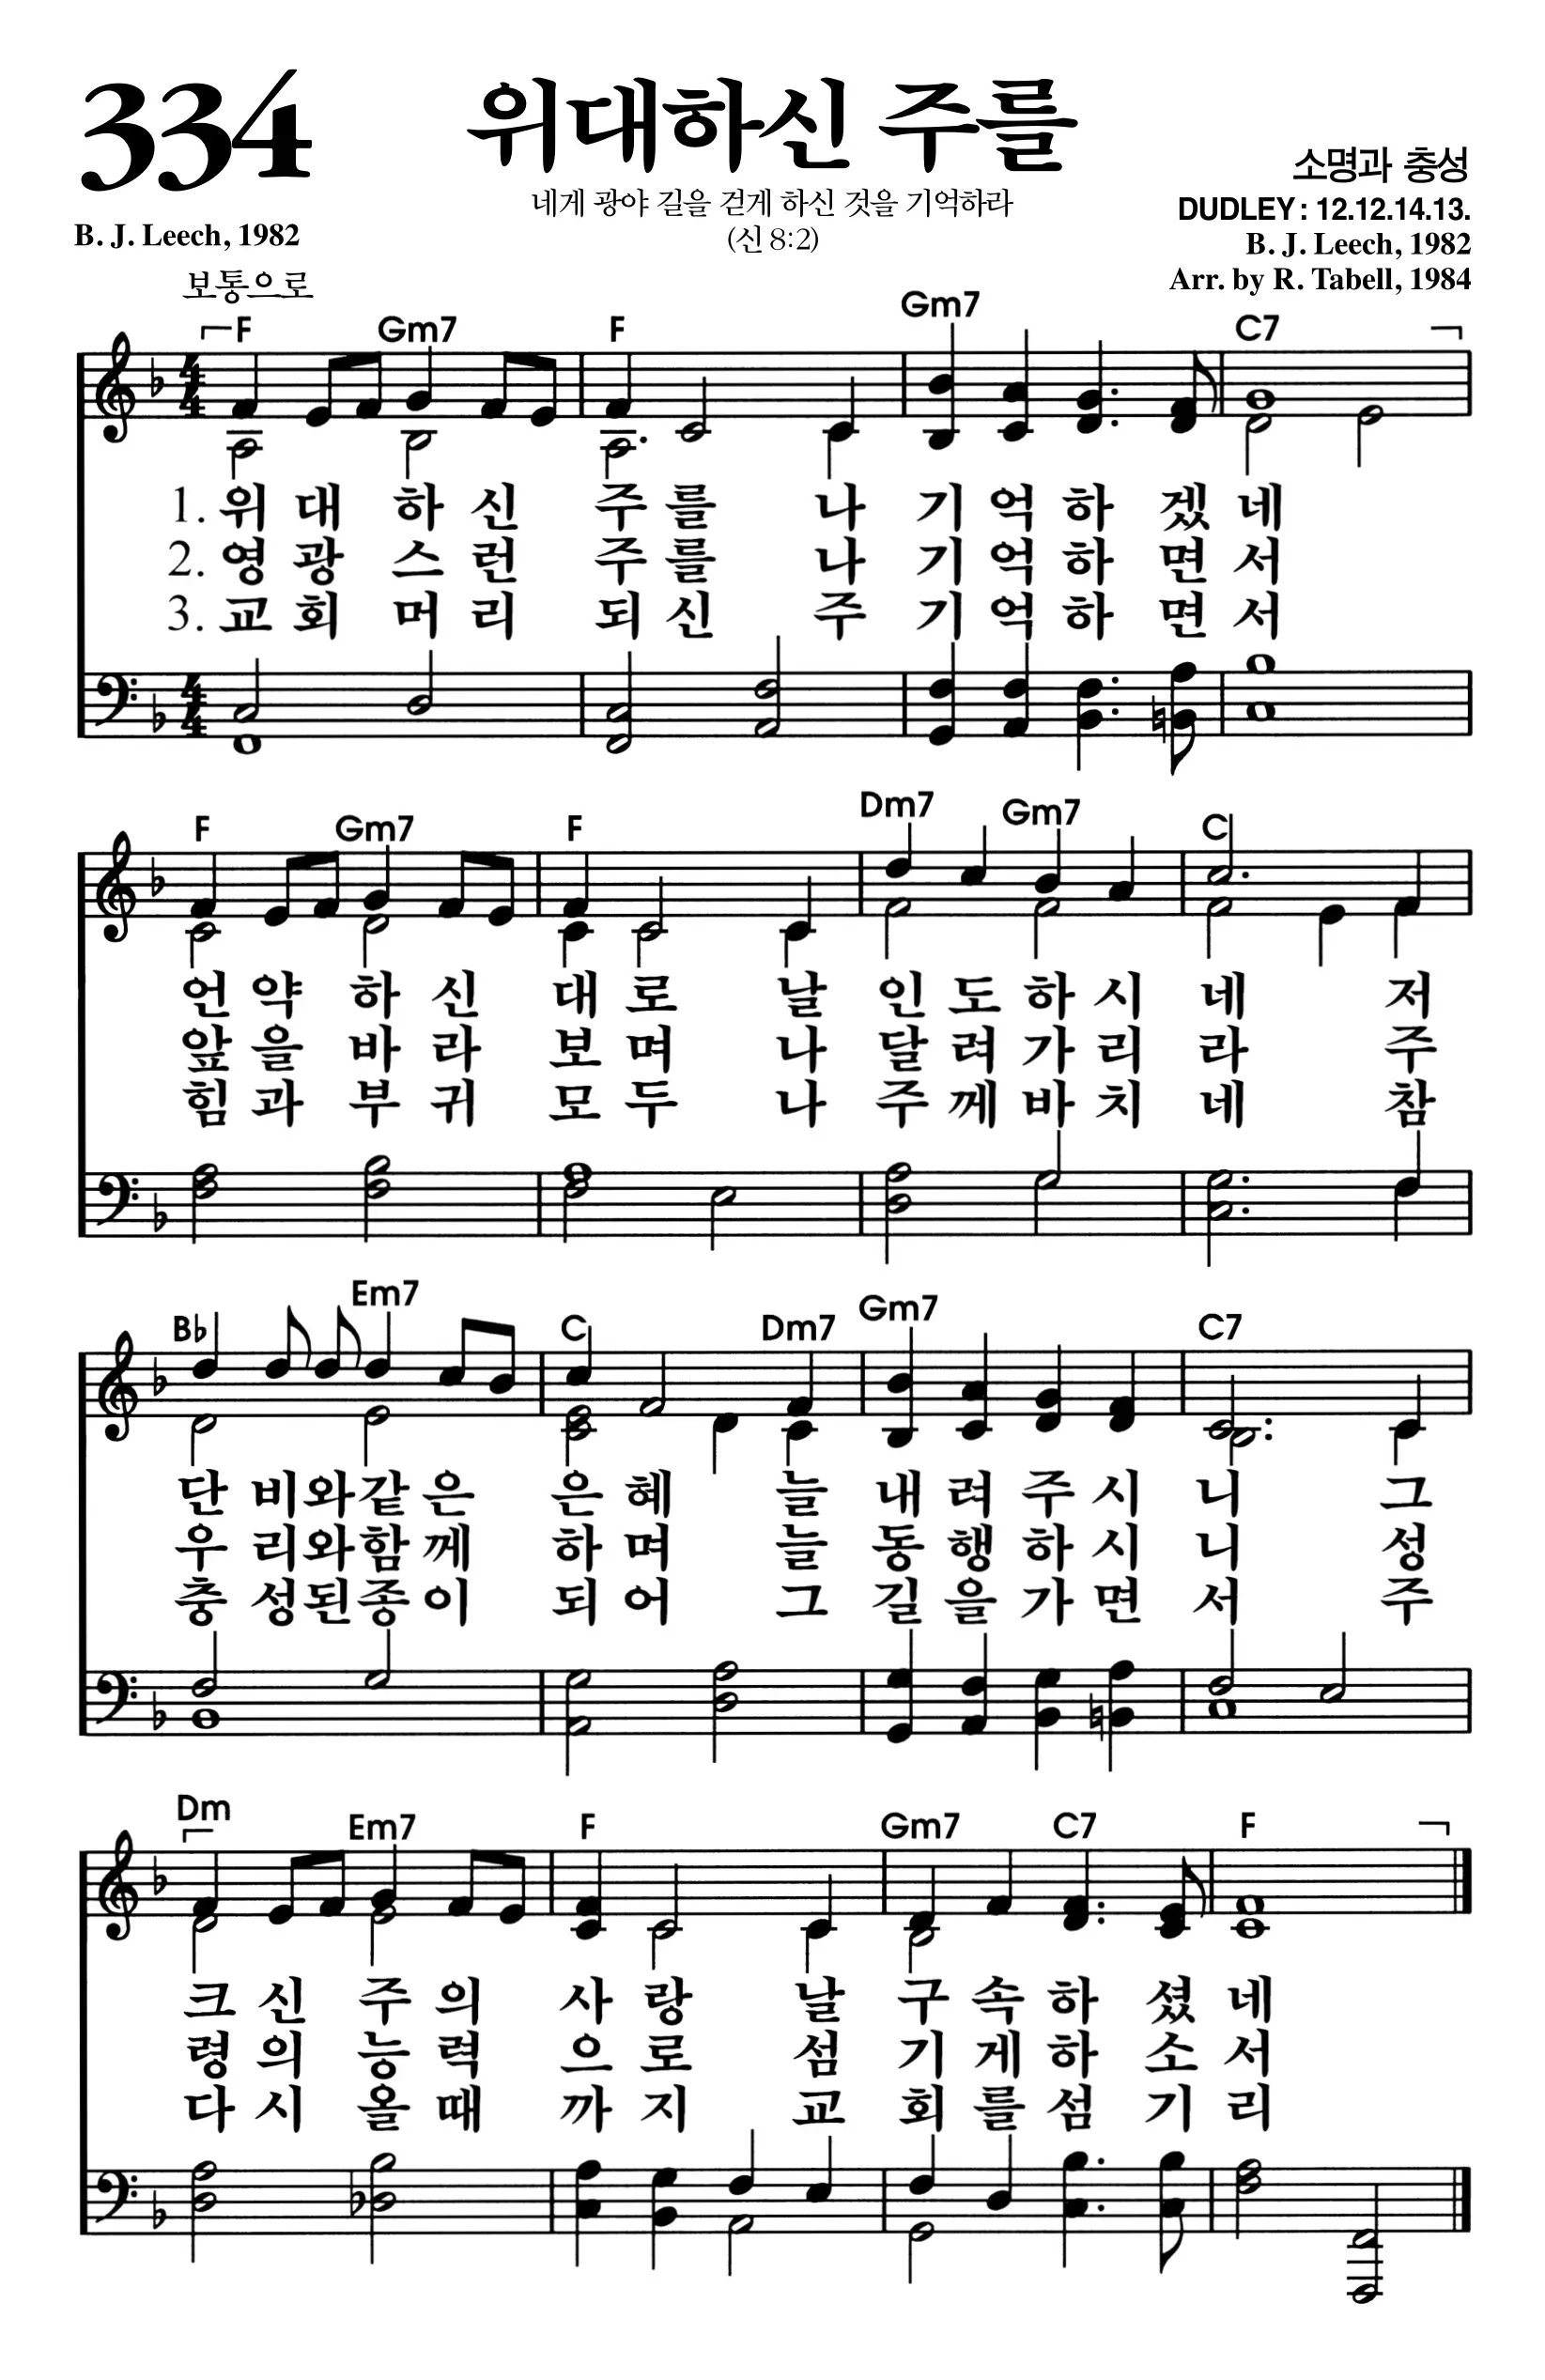 334
위대하신 주를
소명과 충성
네게 광야 길을 걷게 하신 것을 기억하라
(신 8:2)
DUDLEY : 12.12.14.13.
B. J. Leech, 1982
B. J. Leech, 1982
Arr. by R. Tabell, 1984
보통으로
F Gm7 F Gm7 C7
4 4
1. 위 대 하 신 주 를 나 기 억 하 겠 네
2. 영 광 스 런 주 를 나 기 억 하 면 서
3. 교 회 머 리 되 신 주 기 억 하 면 서
4 4
F Gm7 F Dm7 Gm7 C
언 약 하 신 대 로 날 인 도 하 시 네 저
앞 을 바 라 보 며 나 달 려 가 리 라 주
힘 과 부 귀 모 두 나 주 께 바 치 네 참
B♭ Em7 C Dm7 Gm7 C7
단 비 와 같 은 은 혜 늘 내 려 주 시 니 그
우 리 와 함 께 하 며 늘 동 행 하 시 니 성
충 성 된 종 이 되 어 그 길 을 가 면 서 주
Dm Em7 F Gm7 C7 F
크 신 주 의 사 랑 날 구 속 하 셨 네
령 의 능 력 으 로 섬 기 게 하 소 서
다 시 올 때 까 지 교 회 를 섬 기 리